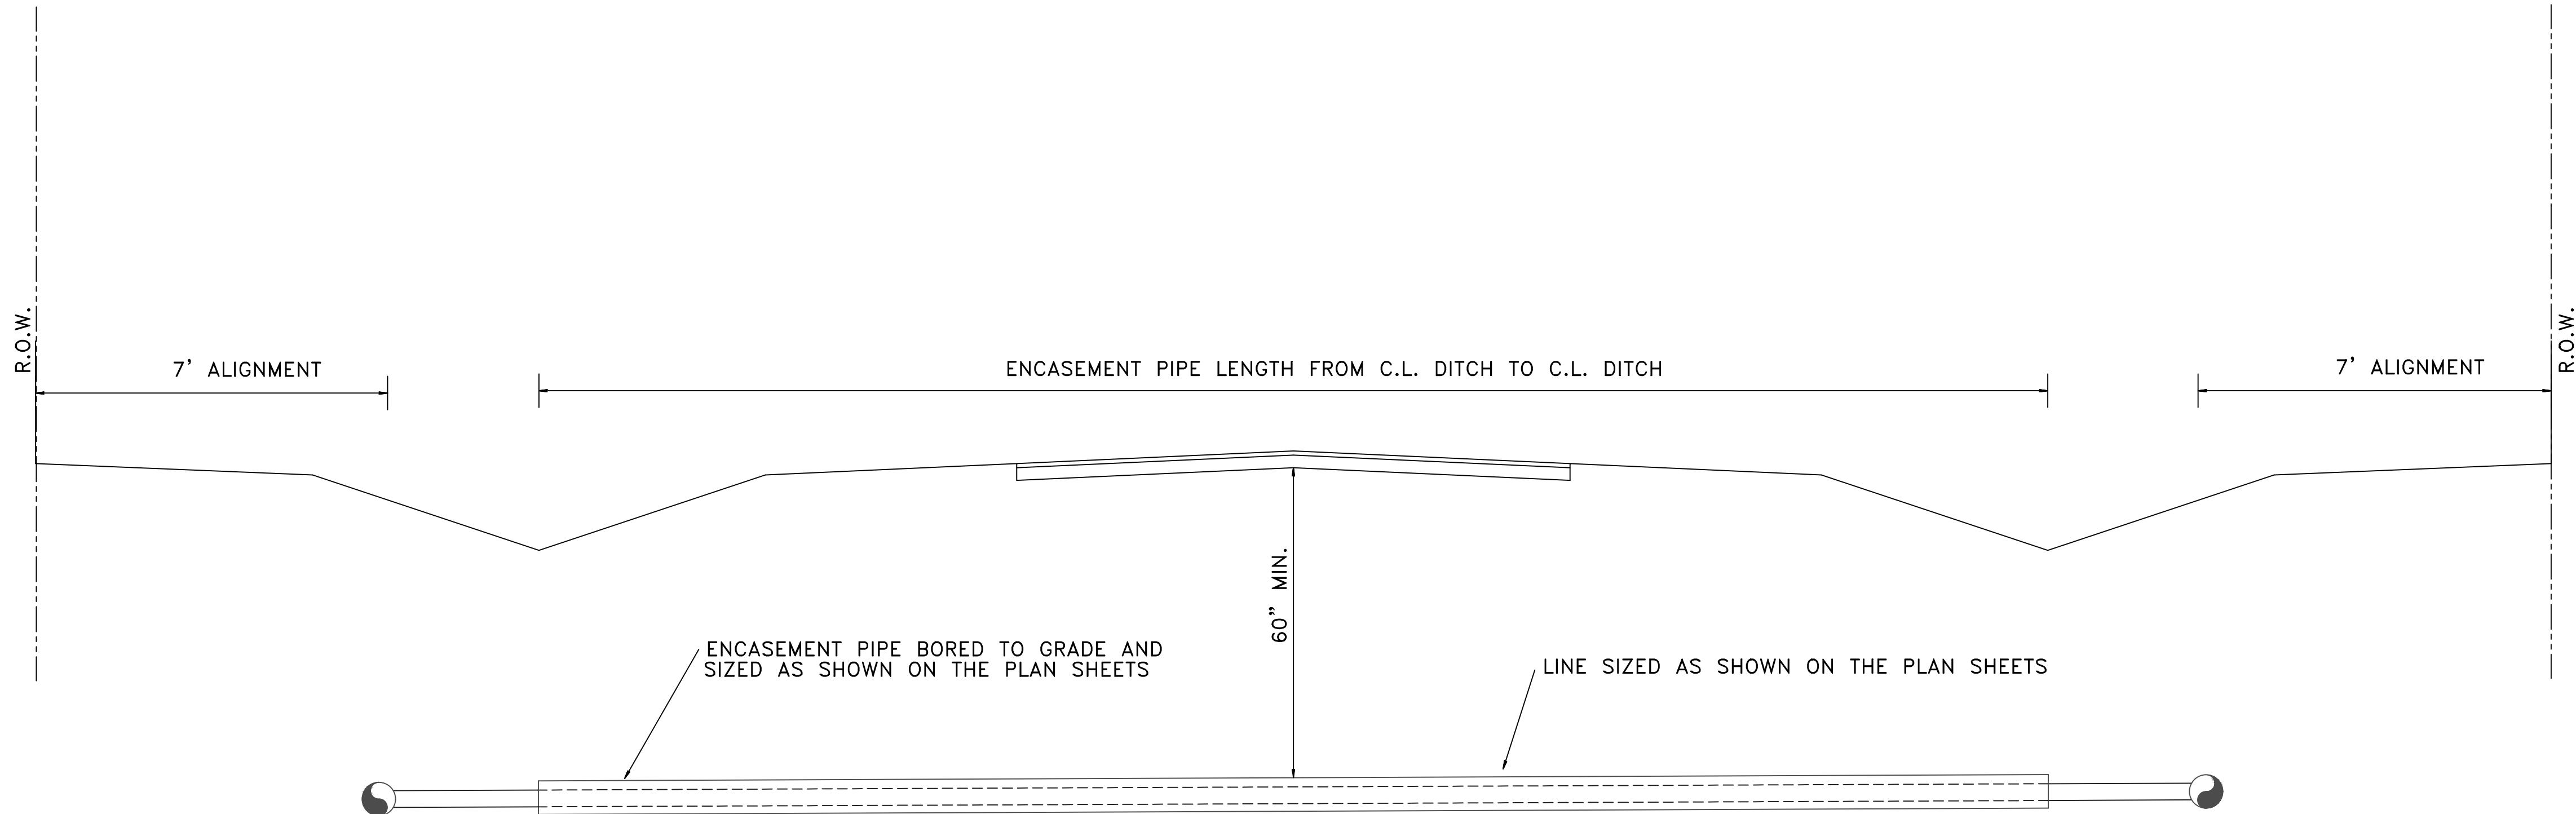 R.O.W.
7' ALIGNMENT
ENCASEMENT PIPE LENGTH FROM C.L. DITCH TO C.L. DITCH
7' ALIGNMENT
R.O.W.
60" MIN.
ENCASEMENT PIPE BORED TO GRADE AND
SIZED AS SHOWN ON THE PLAN SHEETS
LINE SIZED AS SHOWN ON THE PLAN SHEETS